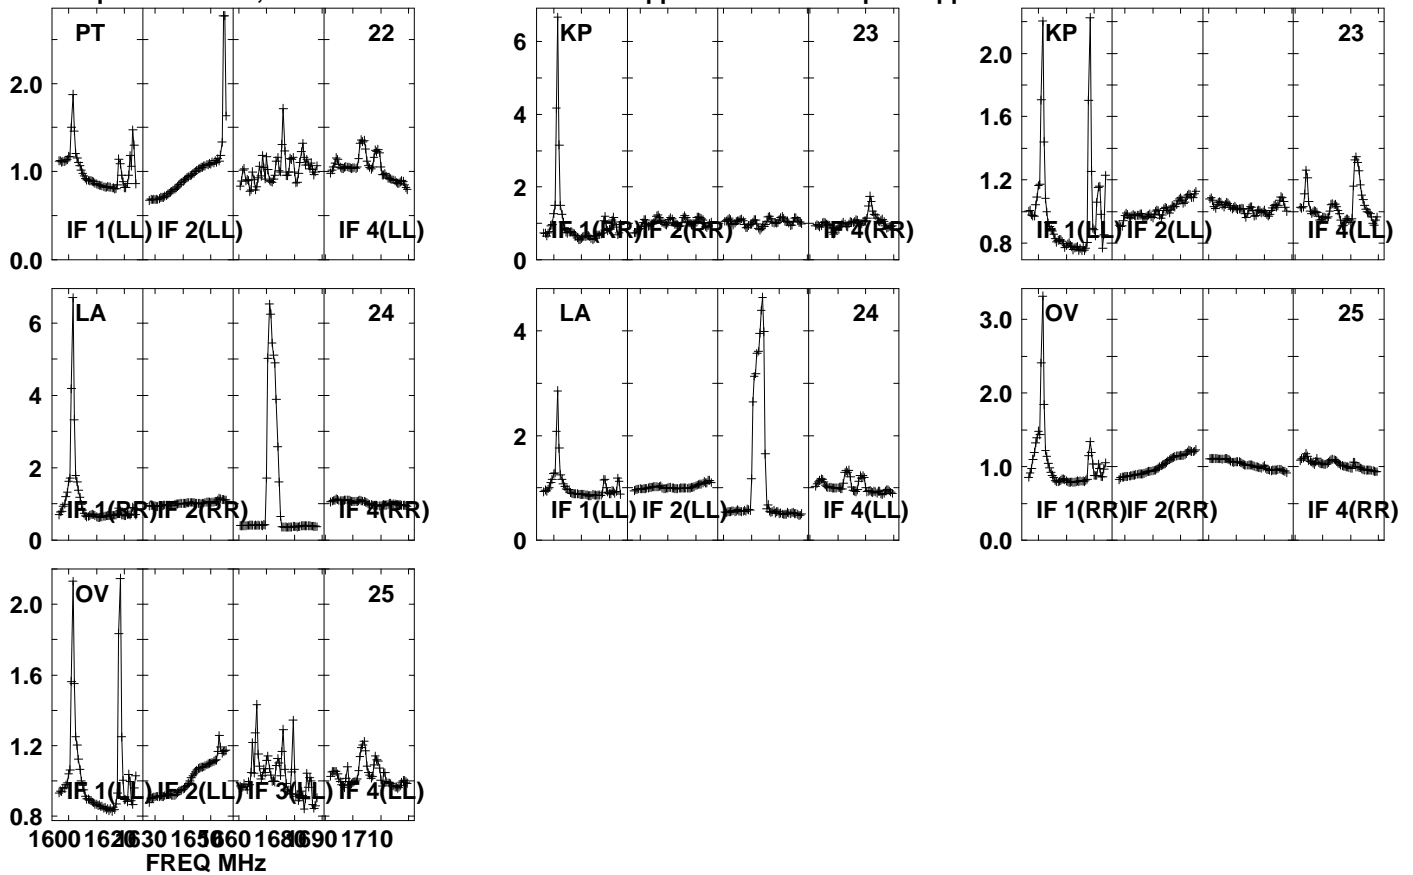 PT 22
2.0
1.0
0.0
IF 1(LL) IF 2(LL) IF 4(LL)
KP 23
6
4
2
0
IF 1(RR) IF 2(RR) IF 4(RR)
KP 23
2.0
1.6
1.2
0.8
IF 1(LL) IF 2(LL) IF 4(LL)
LA 24
6
4
2
0
IF 1(RR) IF 2(RR) IF 4(RR)
LA 24
4
2
0
IF 1(LL) IF 2(LL) IF 4(LL)
OV 25
3.0
2.0
1.0
0.0
IF 1(RR) IF 2(RR) IF 4(RR)
OV 25
2.0
1.6
1.2
0.8
IF 1(LL) IF 2(LL) IF 3(LL) IF 4(LL)
1600 1620 1630 1650 1660 1680 1690 1710
FREQ MHz